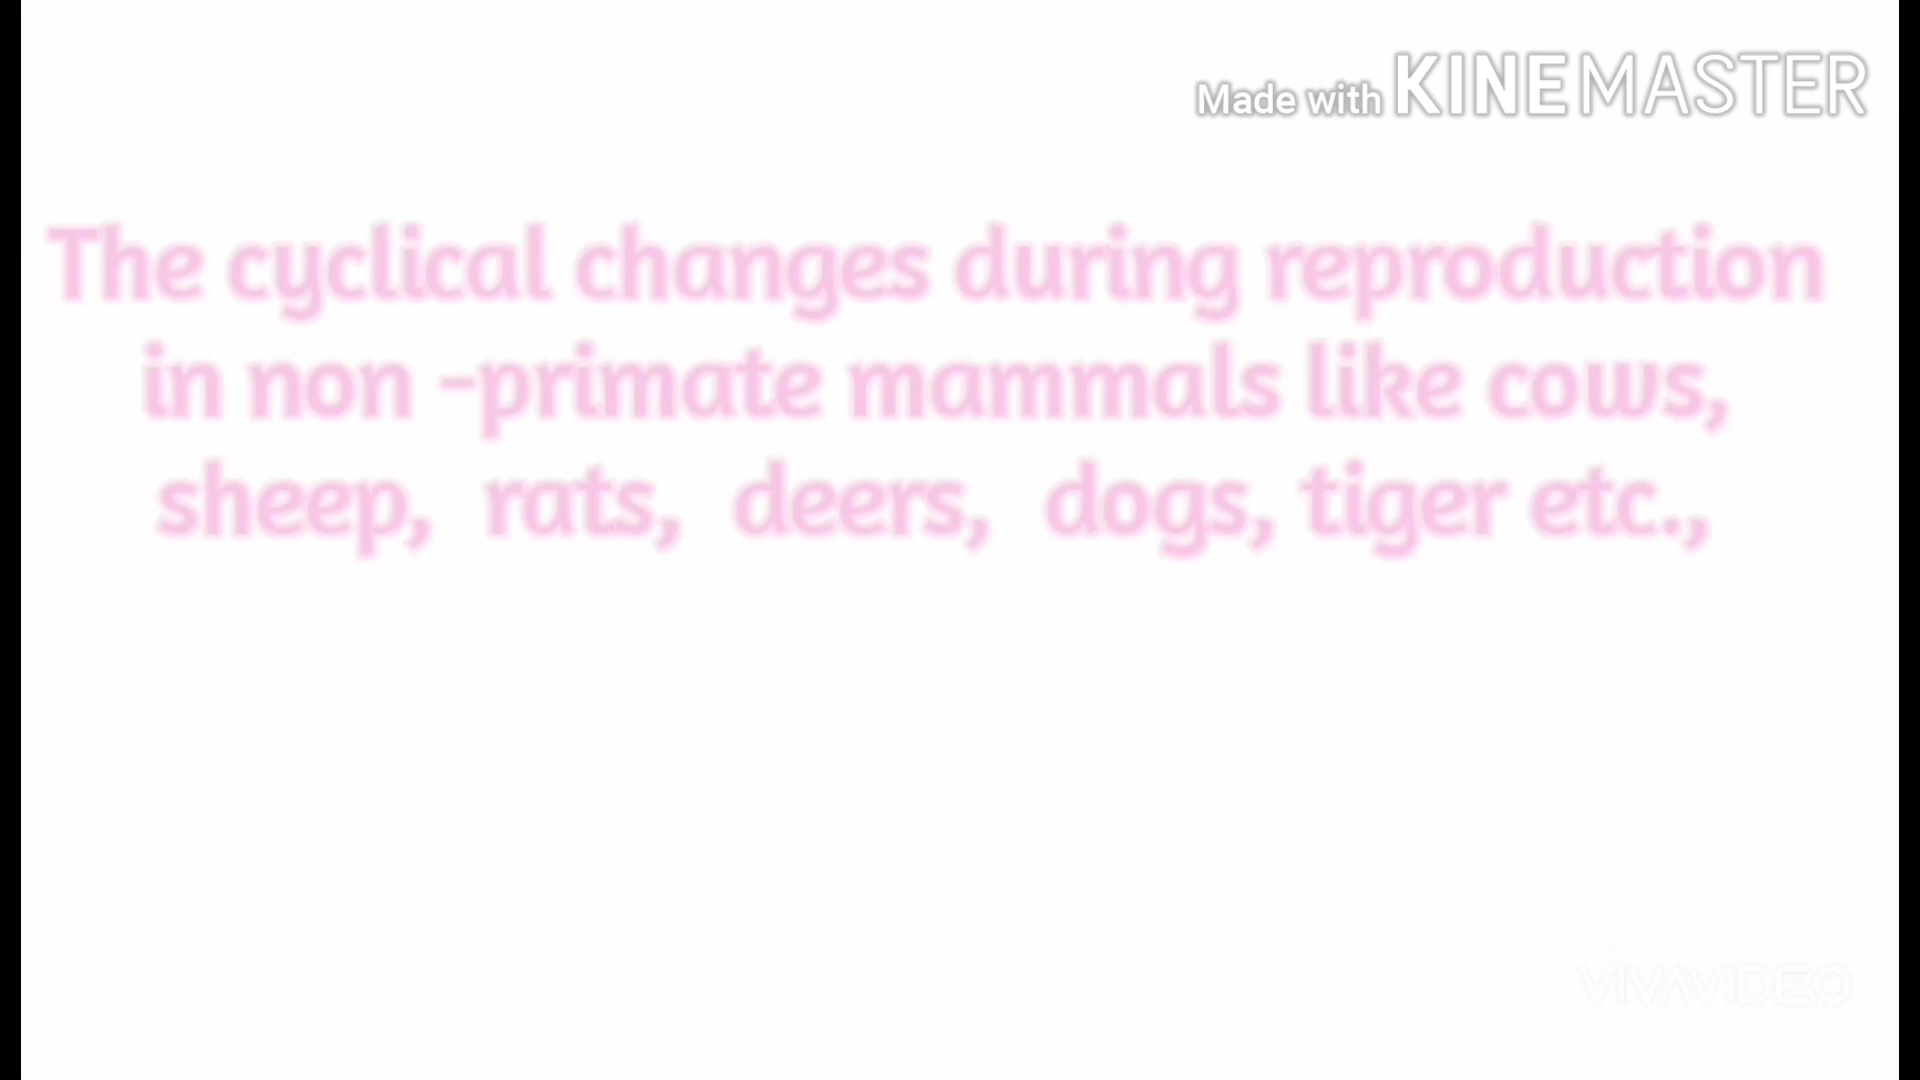 Made with KINEMASTER
The cyclical changes during reproduction
in non -primate mammals like cows,
sheep, rats, deers, dogs, tiger etc.,
VIVAVIDEO